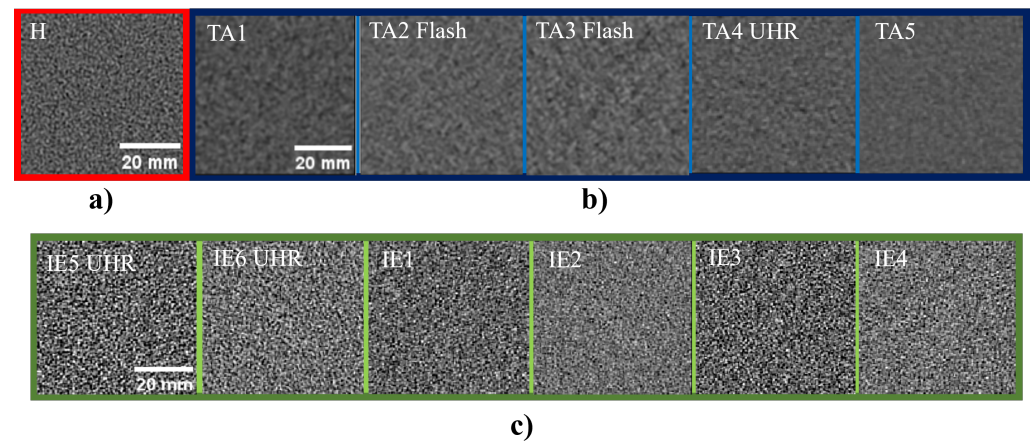 H
TA1
TA2 Flash
TA3 Flash
TA4 UHR
TA5
20 mm
20 mm
a)
b)
IE5 UHR
IE6 UHR
IE1
IE2
IE3
IE4
20 mm
c)